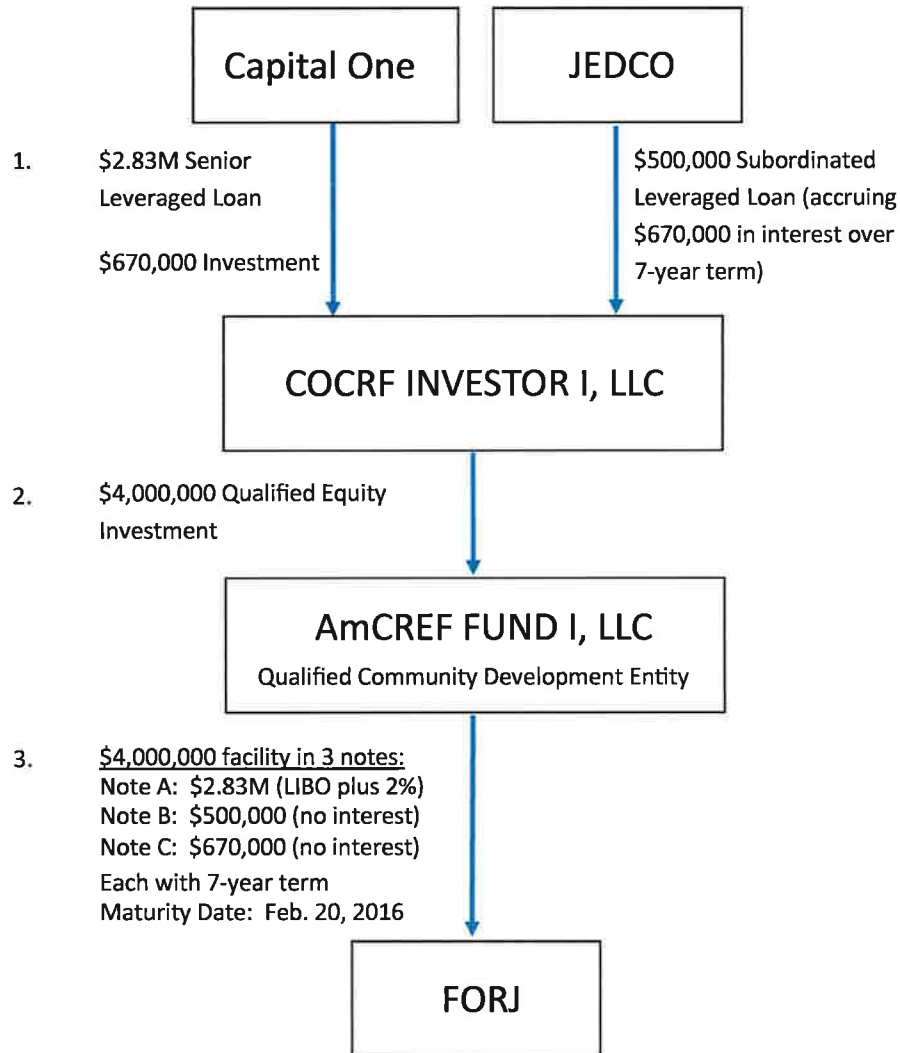 Capital One
JEDCO
1.
$2.83M Senior
Leveraged Loan
$670,000 Investment
$500,000 Subordinated
Leveraged Loan (accruing
$670,000 in interest over
7-year term)
COCRF INVESTOR I, LLC
2.
$4,000,000 Qualified Equity
Investment
AmCREF FUND I, LLC
Qualified Community Development Entity
3.
$4,000,000 facility in 3 notes:
Note A: $2.83M (LIBO plus 2%)
Note B: $500,000 (no interest)
Note C: $670,000 (no interest)
Each with 7-year term
Maturity Date: Feb. 20, 2016
FORJ